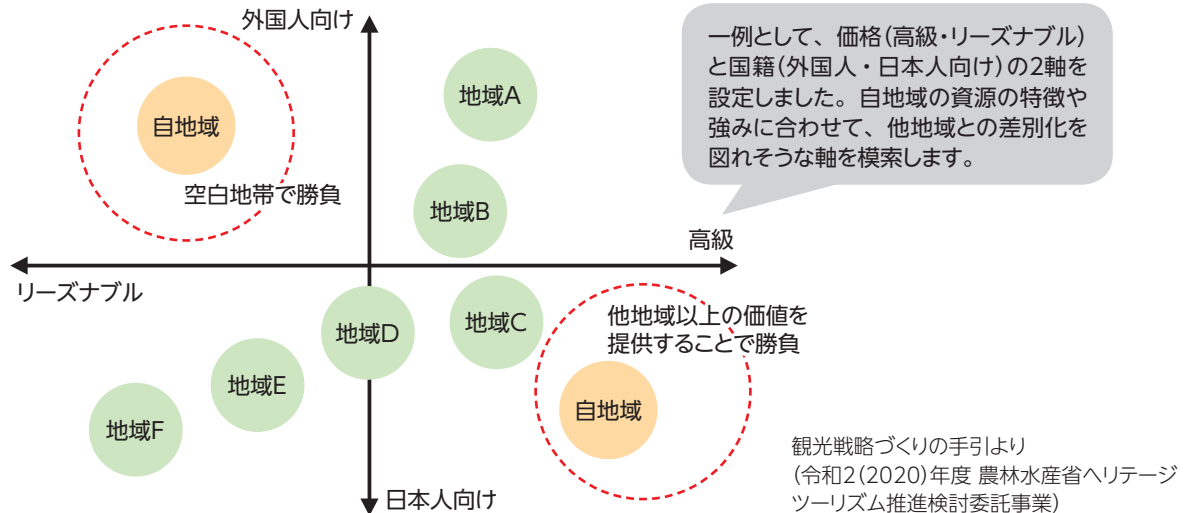 外国人向け
一例として、価格(高級・リーズナブル)
と国籍(外国人・日本人向け)の2軸を
設定しました。自地域の資源の特徴や
強みに合わせて、他地域との差別化を
図れそうな軸を模索します。
地域A
自地域
空白地帯で勝負
地域B
高級
リーズナブル
地域D
地域C
他地域以上の価値を
提供することで勝負
地域E
自地域
地域F
日本人向け
観光戦略づくりの手引より
(令和2(2020)年度 農林水産省ヘリテージ
ツーリズム推進検討委託事業)